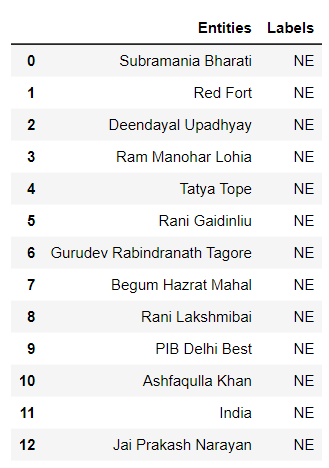 Entities Labels
0 Subramania Bharati NE
1 Red Fort NE
2 Deendayal Upadhyay NE
3 Ram Manohar Lohia NE
4 Tatya Tope NE
5 Rani Gaidinliu NE
6 Gurudev Rabindranath Tagore NE
7 Begum Hazrat Mahal NE
8 Rani Lakshmibai NE
9 PIB Delhi Best NE
10 Ashfaqulla Khan NE
11 India NE
12 Jai Prakash Narayan NE